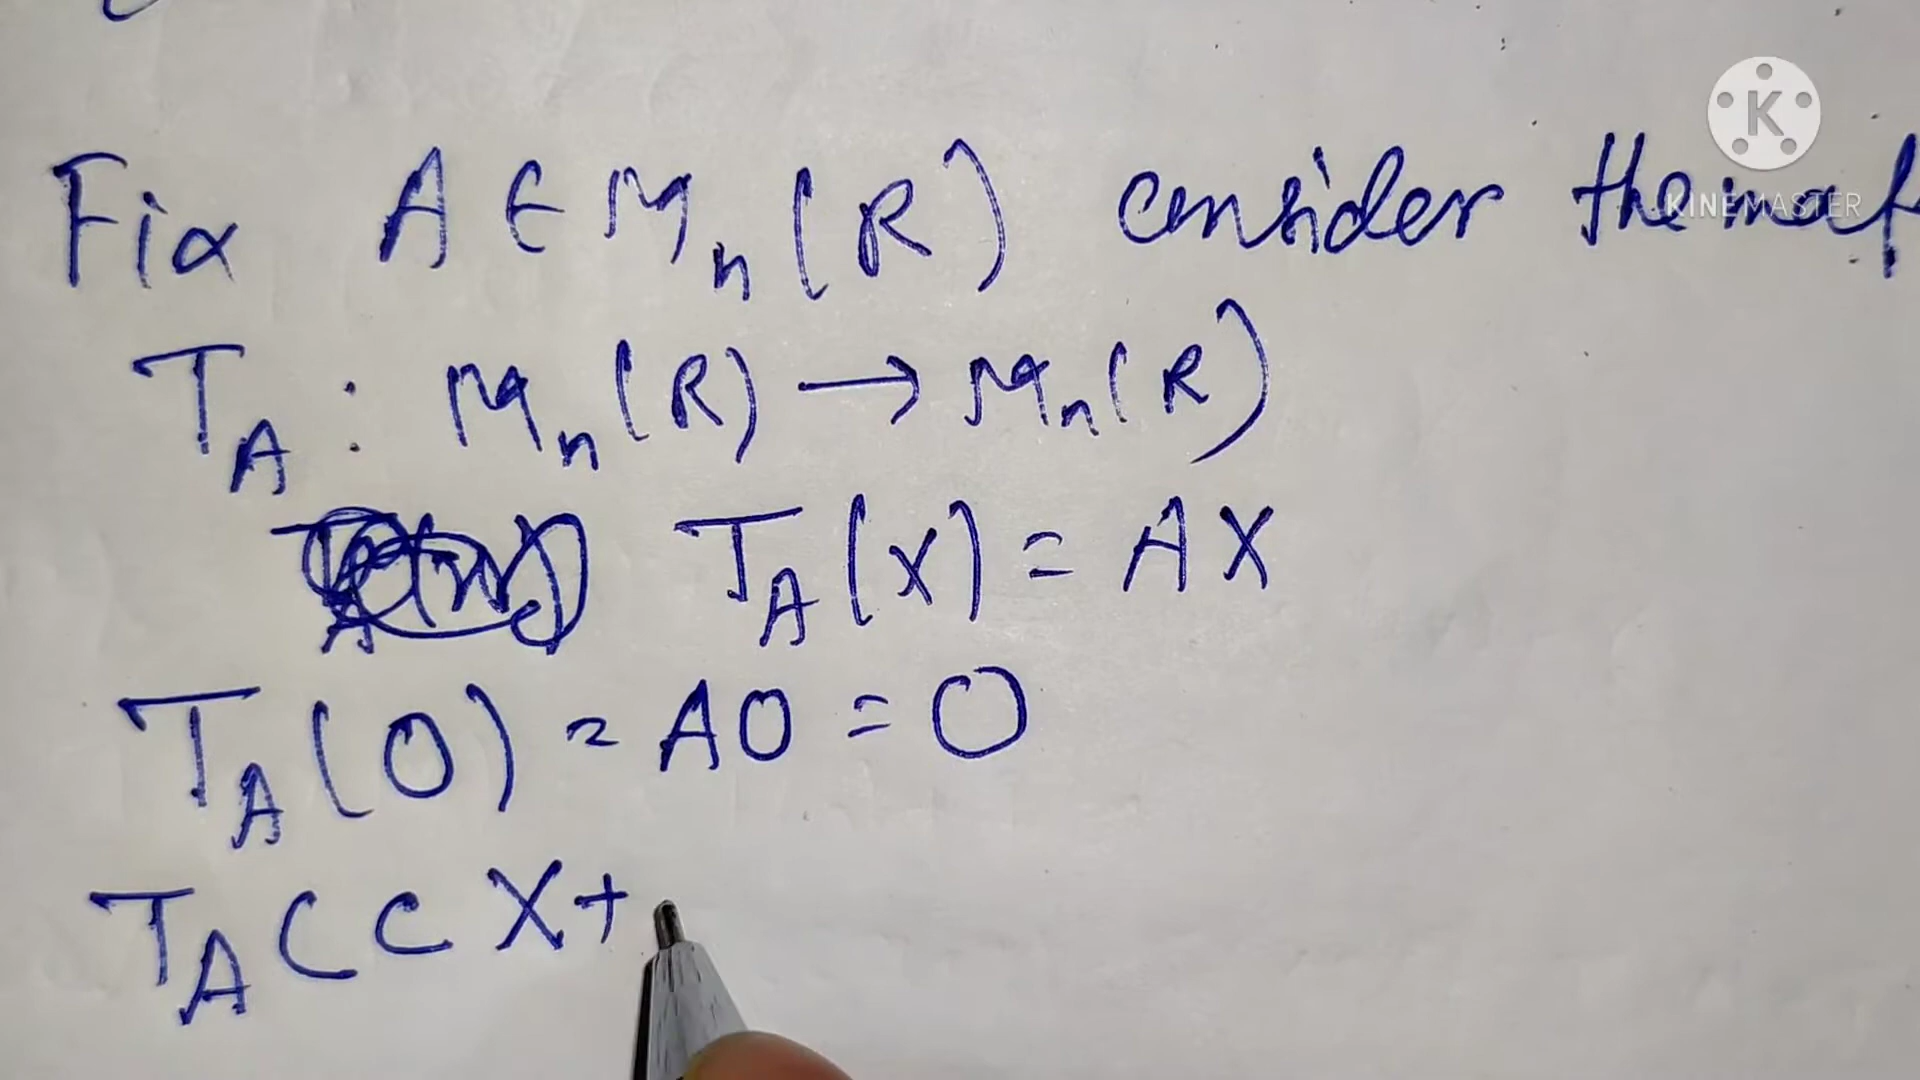 K
KINEMASTER
Fix A ∈ Mn(R) consider the map
TA : Mn(R) → Mn(R)
TA(X) = AX
TA(0) = A0 = 0
TA(CX+